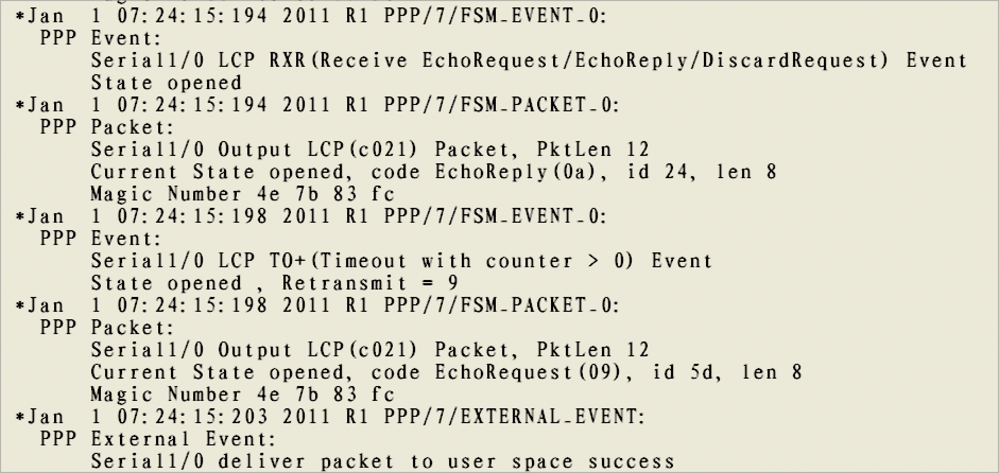 *Jan  1 07:24:15:194 2011 R1 PPP/7/FSM_EVENT_0:
  PPP Event:
      Serial1/0 LCP RXR(Receive EchoRequest/EchoReply/DiscardRequest) Event
      State opened
*Jan  1 07:24:15:194 2011 R1 PPP/7/FSM_PACKET_0:
  PPP Packet:
      Serial1/0 Output LCP(c021) Packet, PktLen 12
      Current State opened, code EchoReply(0a), id 24, len 8
      Magic Number 4e 7b 83 fc
*Jan  1 07:24:15:198 2011 R1 PPP/7/FSM_EVENT_0:
  PPP Event:
      Serial1/0 LCP TO+(Timeout with counter > 0) Event
      State opened , Retransmit = 9
*Jan  1 07:24:15:198 2011 R1 PPP/7/FSM_PACKET_0:
  PPP Packet:
      Serial1/0 Output LCP(c021) Packet, PktLen 12
      Current State opened, code EchoRequest(09), id 5d, len 8
      Magic Number 4e 7b 83 fc
*Jan  1 07:24:15:203 2011 R1 PPP/7/EXTERNAL_EVENT:
  PPP External Event:
      Serial1/0 deliver packet to user space success